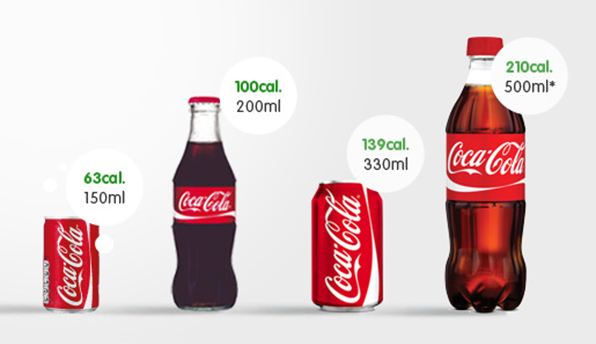 63cal.
150ml
Coca-Cola
100cal.
200ml
Coca-Cola
139cal.
330ml
Coca-Cola
210cal.
500ml*
Coca-Cola